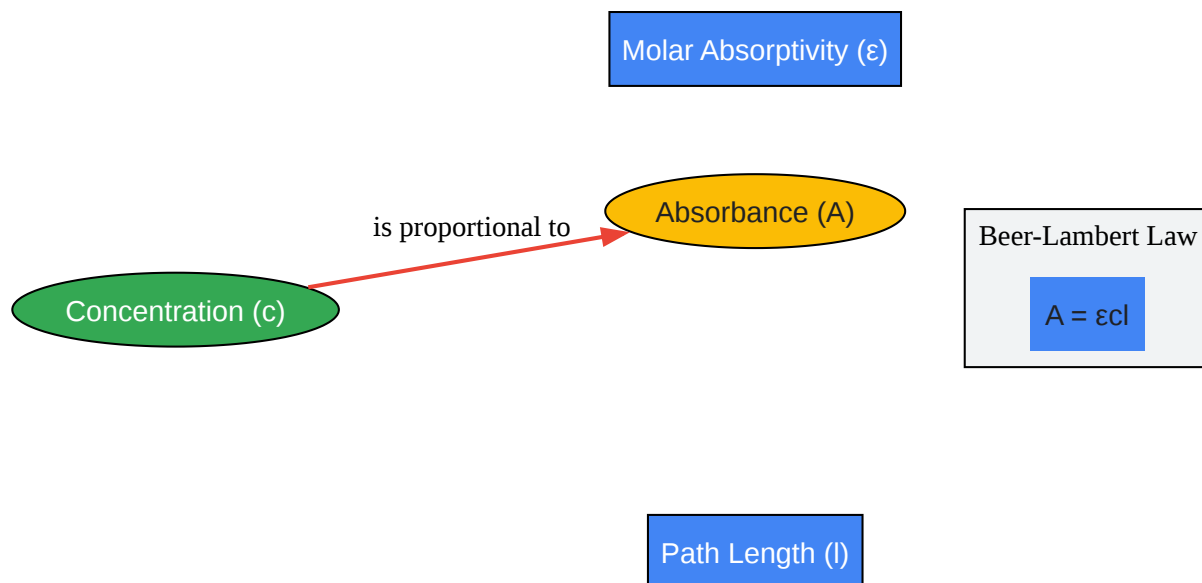 Molar Absorptivity (ε)
is proportional to
Absorbance (A)
Concentration (c)
Beer-Lambert Law
A = εcl
Path Length (l)